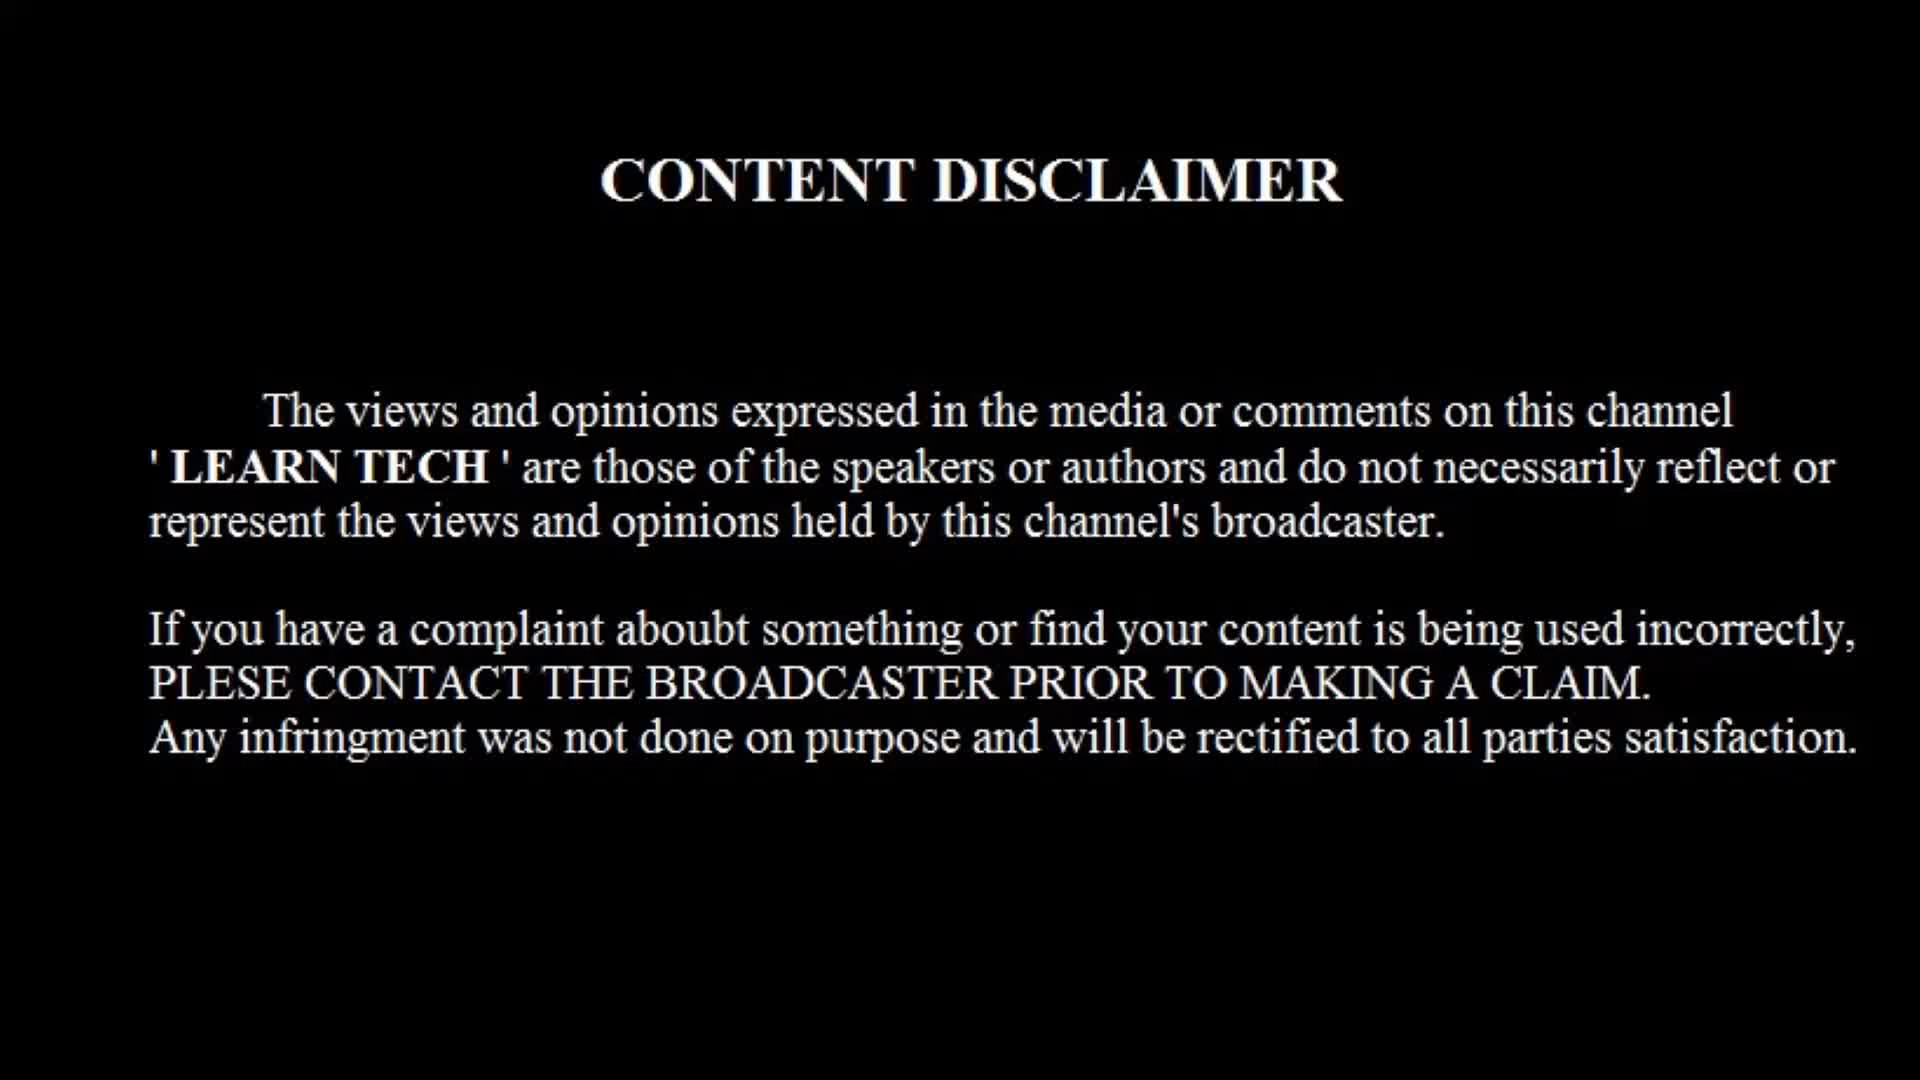 CONTENT DISCLAIMER
The views and opinions expressed in the media or comments on this channel
' LEARN TECH ' are those of the speakers or authors and do not necessarily reflect or
represent the views and opinions held by this channel's broadcaster.
If you have a complaint aboubt something or find your content is being used incorrectly,
PLESE CONTACT THE BROADCASTER PRIOR TO MAKING A CLAIM.
Any infringment was not done on purpose and will be rectified to all parties satisfaction.